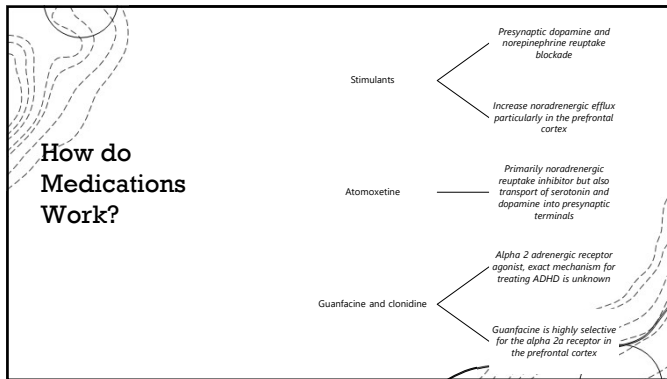 How do
Medications
Work?
Stimulants
Presynaptic dopamine and
norepinephrine reuptake
blockade
Increase noradrenergic efflux
particularly in the prefrontal
cortex
Atomoxetine
Primarily noradrenergic
reuptake inhibitor but also
transport of serotonin and
dopamine into presynaptic
terminals
Guanfacine and clonidine
Alpha 2 adrenergic receptor
agonist, exact mechanism for
treating ADHD is unknown
Guanfacine is highly selective
for the alpha 2a receptor in
the prefrontal cortex